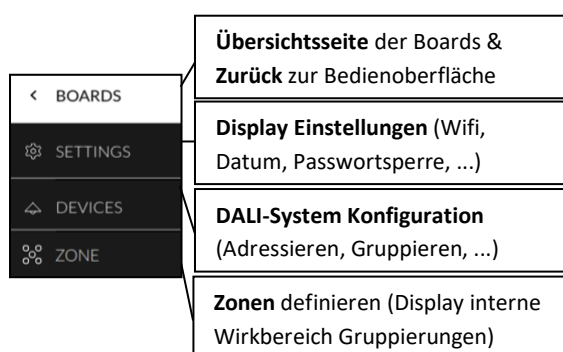 Übersichtsseite der Boards &
Zurück zur Bedienoberfläche
< BOARDS
Display Einstellungen (Wifi,
Datum, Passwortsperre, ...)
SETTINGS
DALI-System Konfiguration
(Adressieren, Gruppieren, ...)
DEVICES
Zonen definieren (Display interne
Wirkbereich Gruppierungen)
ZONE